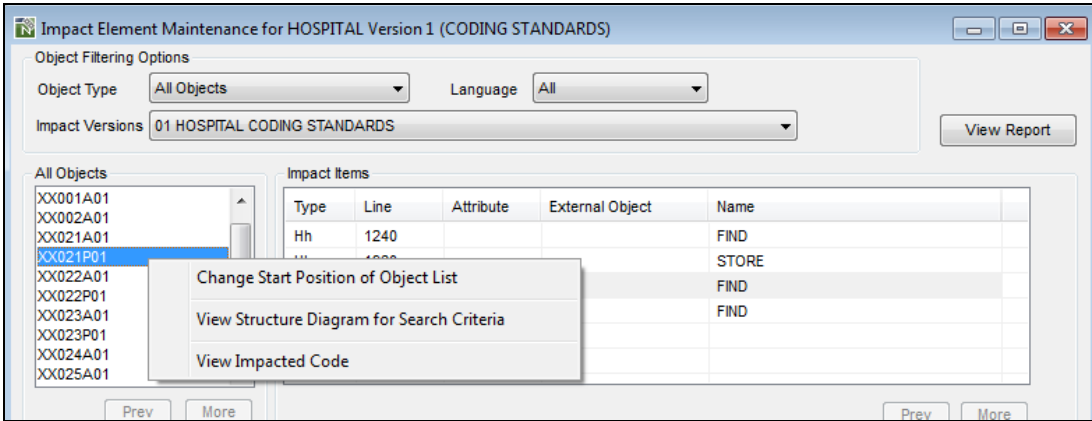 Impact Element Maintenance for HOSPITAL Version 1 (CODING STANDARDS)
Object Filtering Options
Object Type All Objects Language All
Impact Versions 01 HOSPITAL CODING STANDARDS
View Report
All Objects
XX001A01
XX002A01
XX021A01
XX021P01
XX022A01
XX022P01
XX023A01
XX023P01
XX024A01
XX025A01
Prev More
Impact Items
Type Line Attribute External Object Name
Hh 1240 FIND
STORE
FIND
FIND
Change Start Position of Object List
View Structure Diagram for Search Criteria
View Impacted Code
Prev More